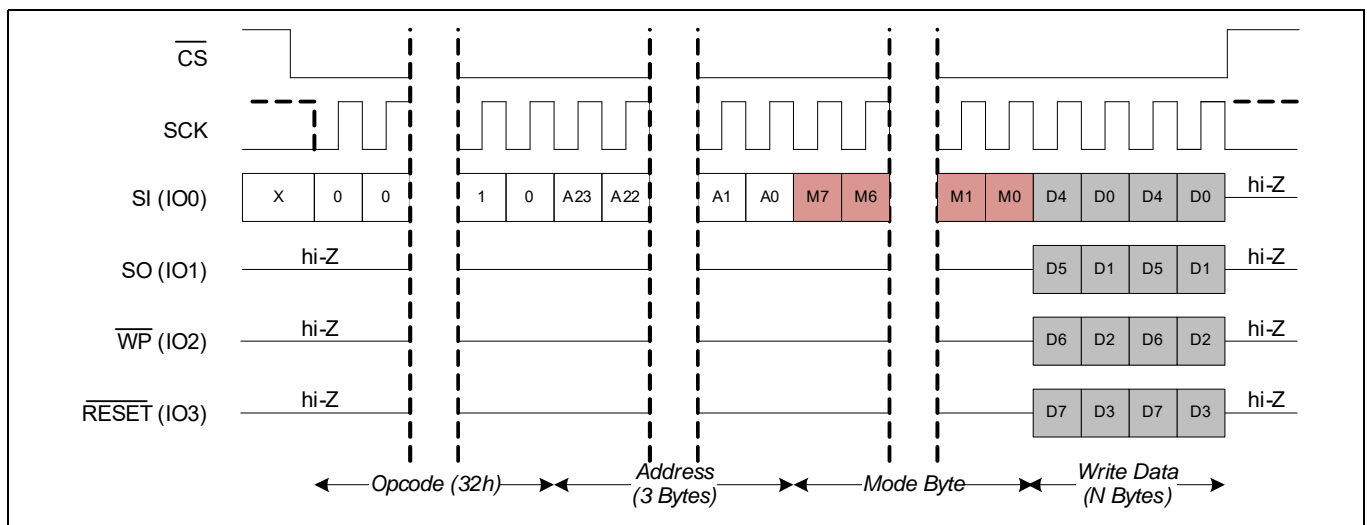 CS
SCK
SI (IO0) X 0 0 1 0 A23 A22 A1 A0 M7 M6 M1 M0 D4 D0 D4 D0 hi-Z
SO (IO1) hi-Z D5 D1 D5 D1 hi-Z
WP (IO2) hi-Z D6 D2 D6 D2 hi-Z
RESET (IO3) hi-Z D7 D3 D7 D3 hi-Z
Opcode (32h) Address Mode Byte Write Data
(3 Bytes) (N Bytes)